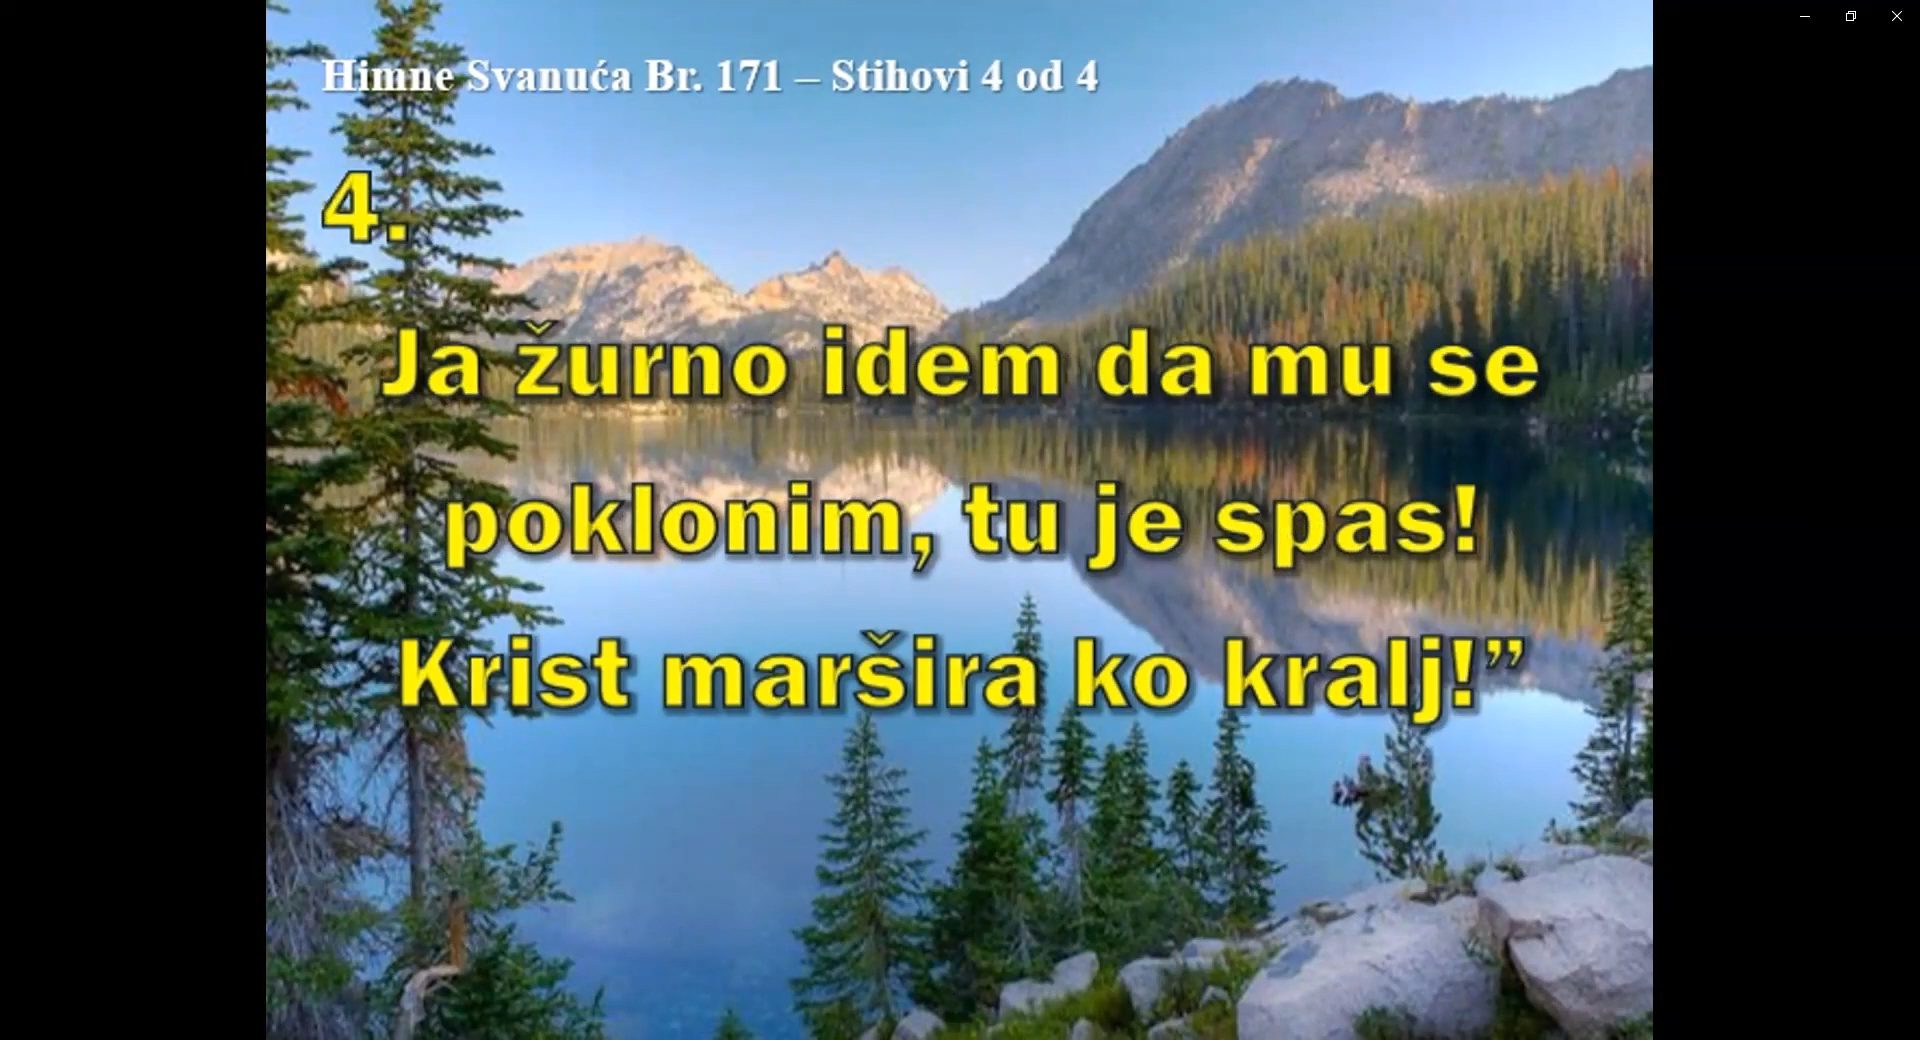 Himne Svanuća Br. 171 – Stihovi 4 od 4
4.
Ja žurno idem da mu se
poklonim, tu je spas!
Krist maršira ko kralj!”